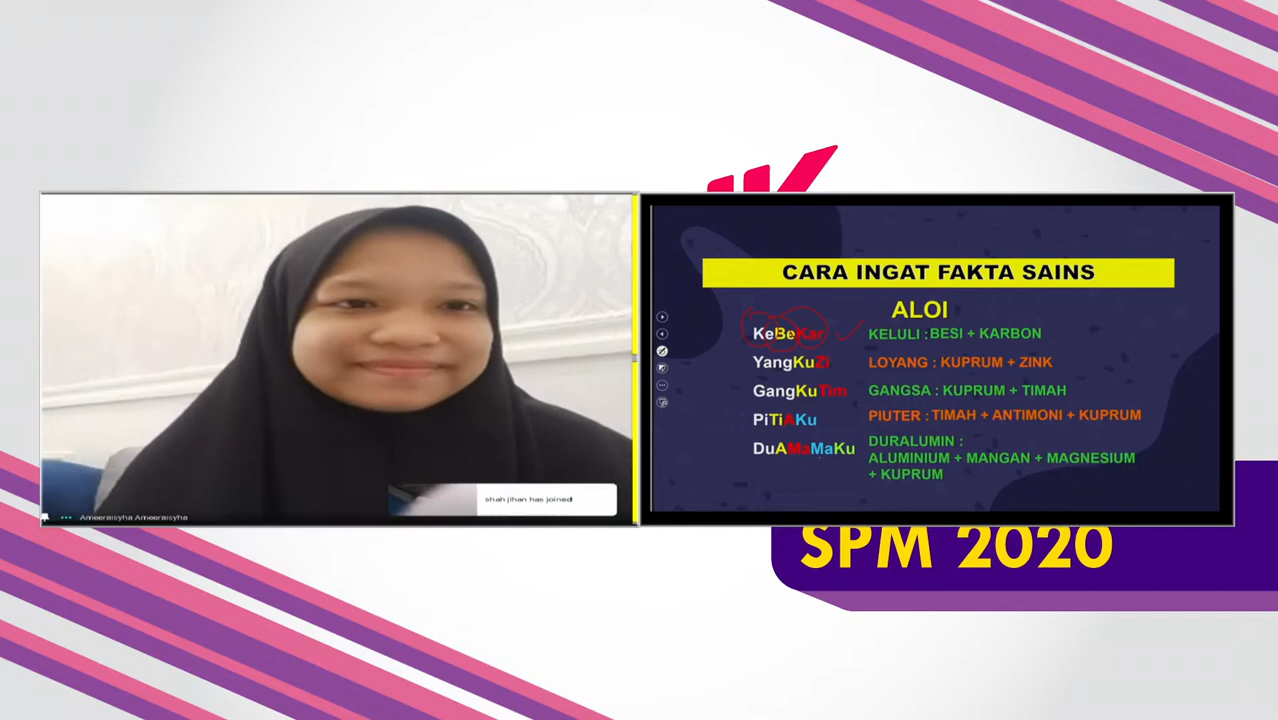 CARA INGAT FAKTA SAINS
ALOI
KeBeKar KELULI : BESI + KARBON
YangKuZi LOYANG : KUPRUM + ZINK
GangKuTim GANGSA : KUPRUM + TIMAH
PiTiAKu PIUTER : TIMAH + ANTIMONI + KUPRUM
DuAMaMaKu DURALUMIN :
ALUMINIUM + MANGAN + MAGNESIUM
+ KUPRUM
shah jihan has joined
Ameeraisyha Ameeraisyha
SPM 2020